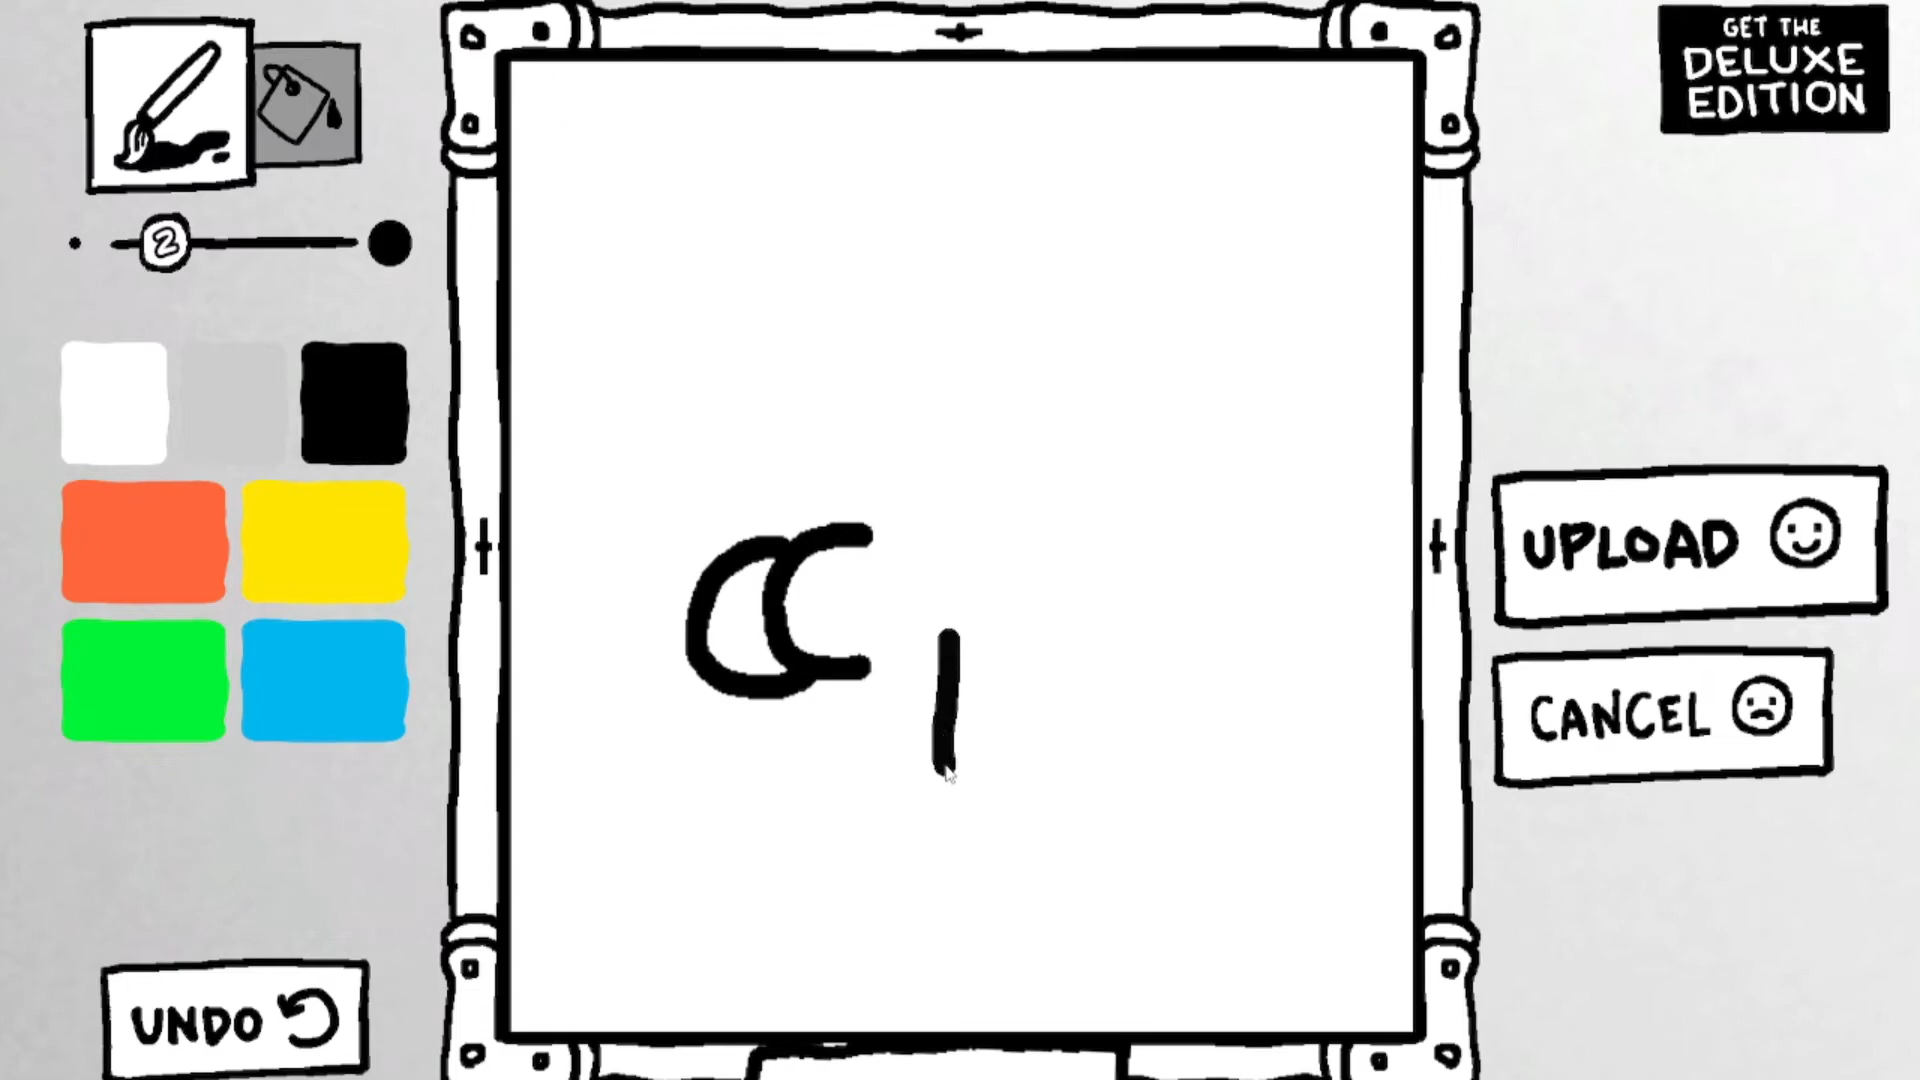 GET THE
DELUXE
EDITION
2
UPLOAD
CANCEL
UNDO